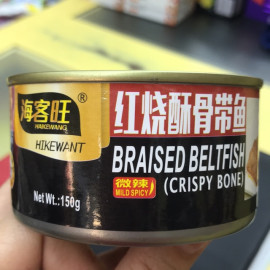 海客旺®
HAIKEWANG
HIKEWANT
Net Wt.:150g
红烧酥骨带鱼
BRAISED BELTFISH
微辣
MILD SPICY
(CRISPY BONE)